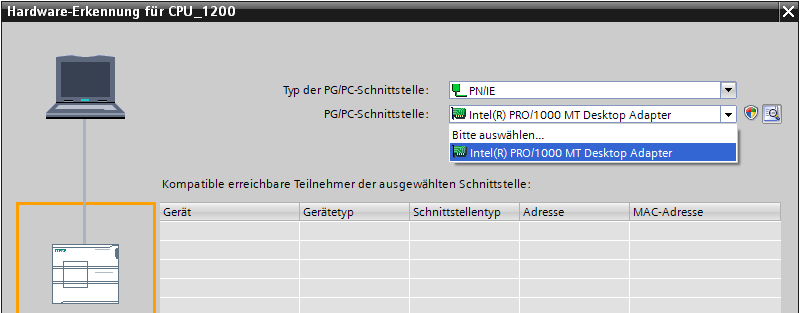 Hardware-Erkennung für CPU_1200
Typ der PG/PC-Schnittstelle: PN/IE
PG/PC-Schnittstelle: Intel(R) PRO/1000 MT Desktop Adapter
Bitte auswählen...
Intel(R) PRO/1000 MT Desktop Adapter
Kompatible erreichbare Teilnehmer der ausgewählten Schnittstelle:
Gerät Gerätetyp Schnittstellentyp Adresse MAC-Adresse